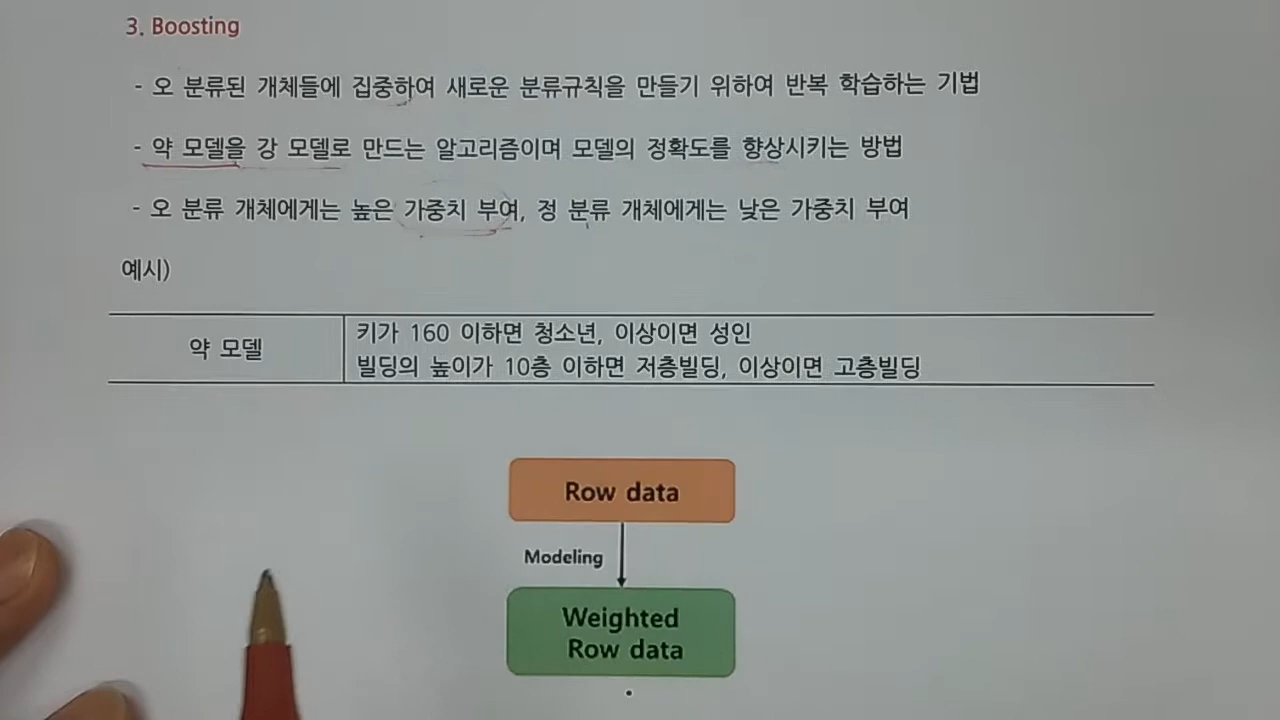 3. Boosting
- 오 분류된 개체들에 집중하여 새로운 분류규칙을 만들기 위하여 반복 학습하는 기법
- 약 모델을 강 모델로 만드는 알고리즘이며 모델의 정확도를 향상시키는 방법
- 오 분류 개체에게는 높은 가중치 부여, 정 분류 개체에게는 낮은 가중치 부여
예시)
약 모델
키가 160 이하면 청소년, 이상이면 성인
빌딩의 높이가 10층 이하면 저층빌딩, 이상이면 고층빌딩
Row data
Modeling
Weighted
Row data